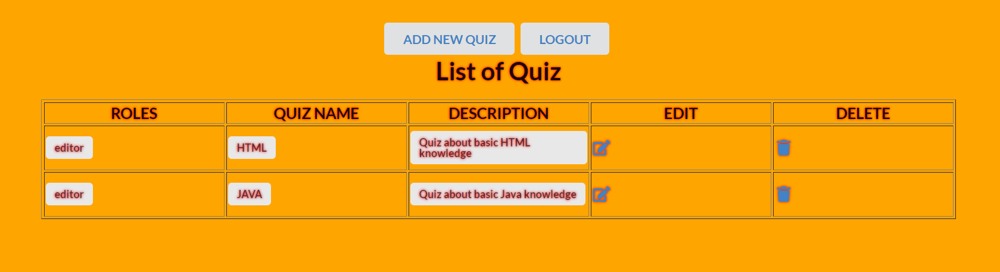 ADD NEW QUIZ LOGOUT
List of Quiz
ROLES QUIZ NAME DESCRIPTION EDIT DELETE
editor HTML Quiz about basic HTML
knowledge
editor JAVA Quiz about basic Java knowledge